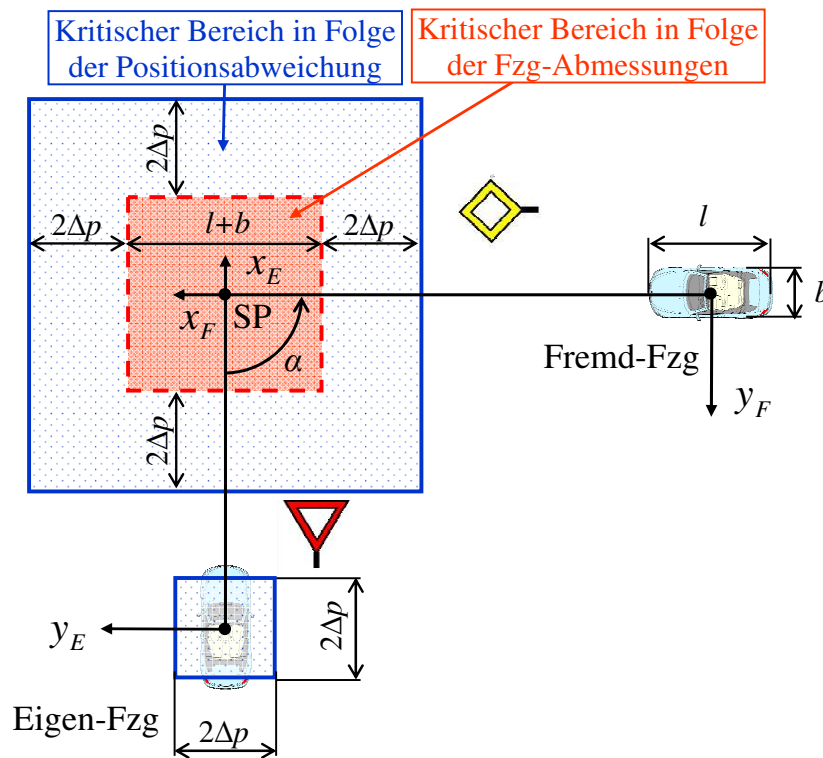 Kritischer Bereich in Folge
der Positionsabweichung
Kritischer Bereich in Folge
der Fzg-Abmessungen
2Δp
2Δp
l+b
2Δp
l
x_E
x_F
SP
b
α
Fremd-Fzg
y_F
2Δp
y_E
2Δp
Eigen-Fzg
2Δp